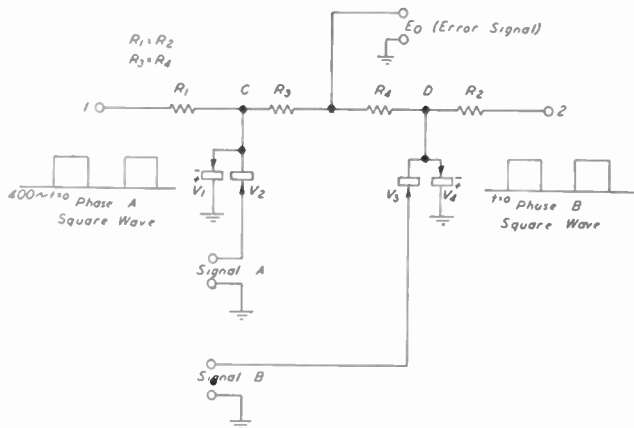 E0 (Error Signal)
R1=R2
R3=R4
1
R1
C
R3
R4
D
R2
2
- +
V1
V2
V3
V4
- +
400~ t=0
Phase A
Square Wave
t=0
Phase B
Square Wave
Signal A
Signal B